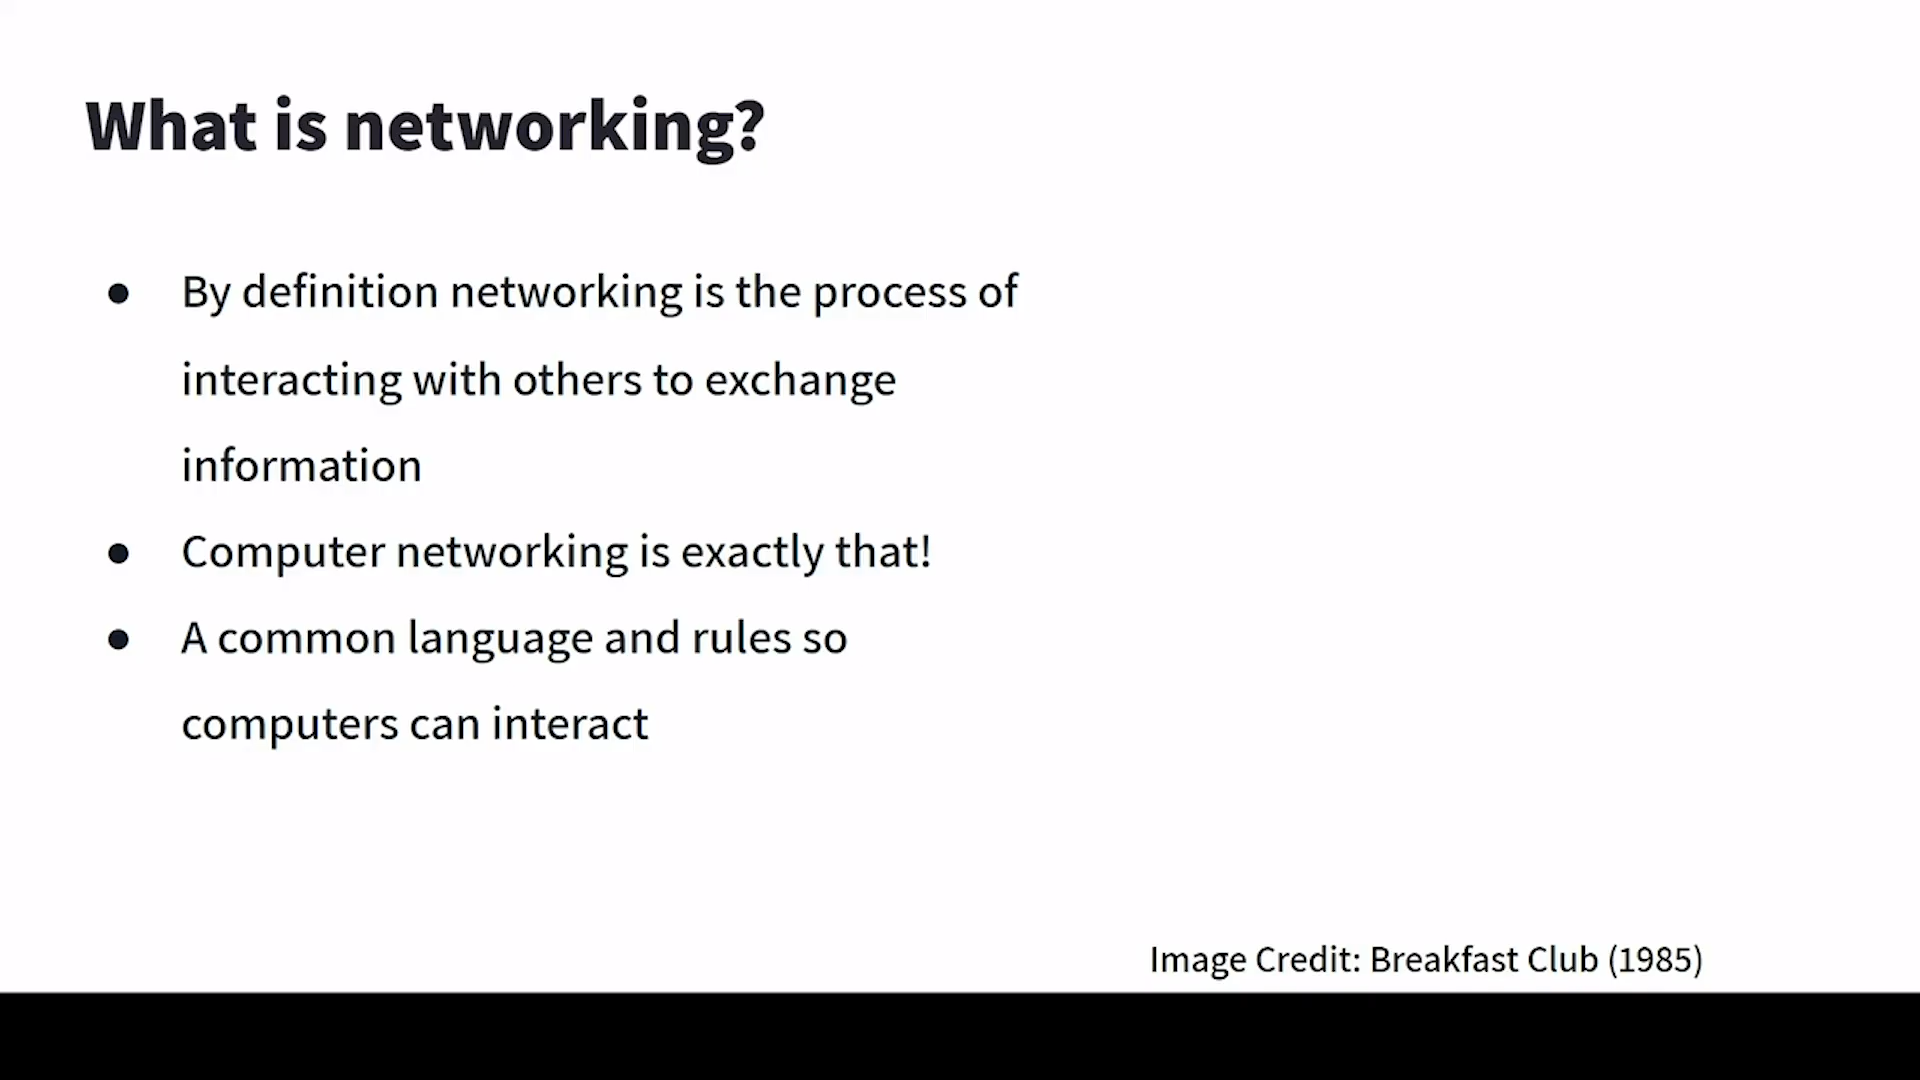 What is networking?
● By definition networking is the process of
interacting with others to exchange
information
● Computer networking is exactly that!
● A common language and rules so
computers can interact
Image Credit: Breakfast Club (1985)